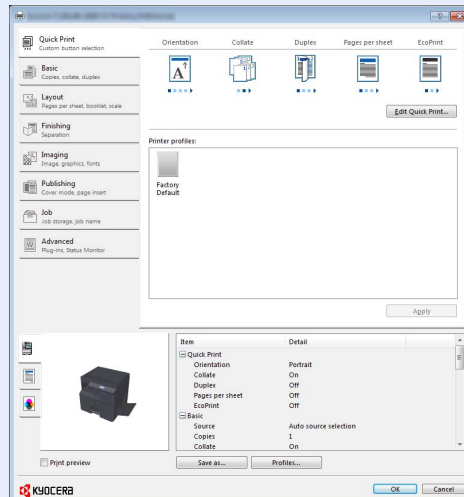 Quick Print
Custom button selection
Basic
Copies, collate, duplex
Layout
Pages per sheet, booklet, scale
Finishing
Separation
Imaging
Image, graphics, fonts
Publishing
Cover mode, page insert
Job
Job storage, job name
Advanced
Plug-ins, Status Monitor
Orientation Collate Duplex Pages per sheet EcoPrint
A
Edit Quick Print...
Printer profiles:
Factory
Default
Apply
Item Detail
Quick Print
Orientation Portrait
Collate On
Duplex Off
Pages per sheet Off
EcoPrint Off
Basic
Source Auto source selection
Copies 1
Collate On
Print preview
Save as... Profiles...
KYOCERA
OK Cancel